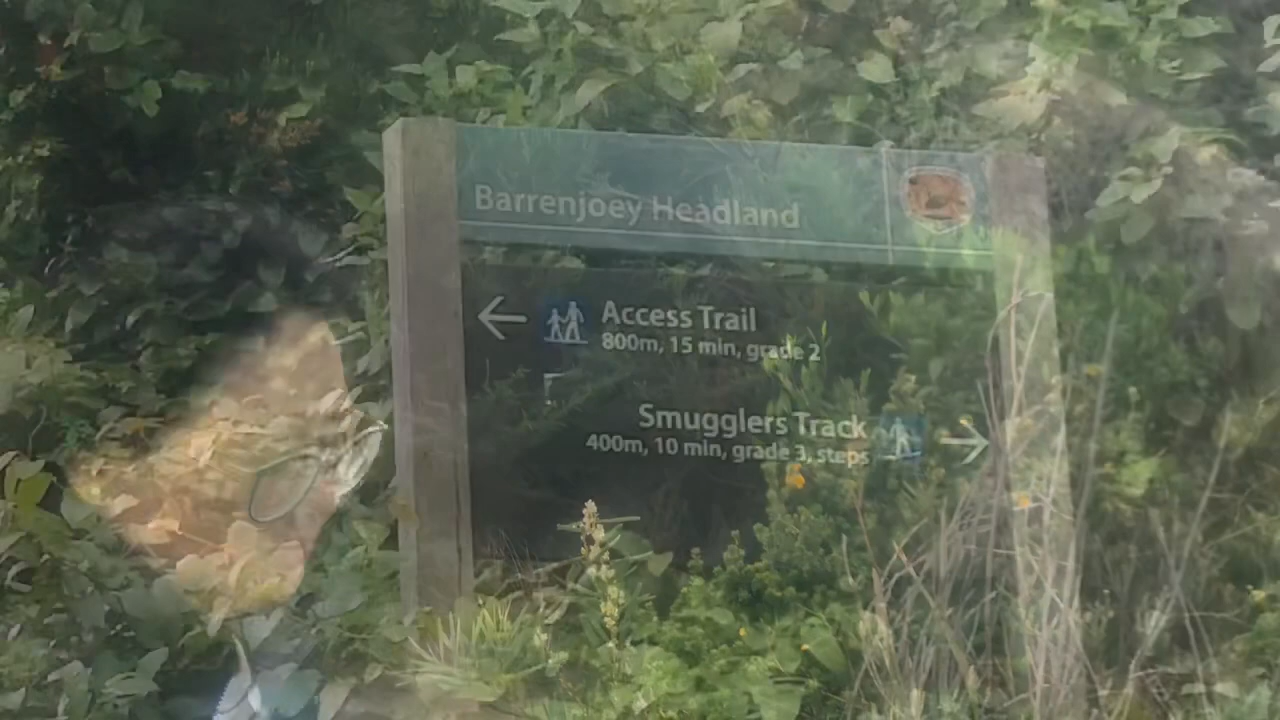 Barrenjoey Headland
Access Trail
800m, 15 min, grade 2
Smugglers Track
400m, 10 min, grade 3, steps